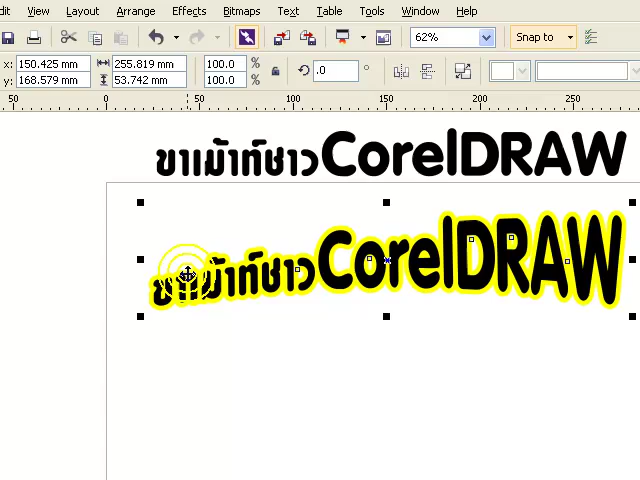 dit View Layout Arrange Effects Bitmaps Text Table Tools Window Help
62% Snap to
x: 150.425 mm 255.819 mm 100.0 % .0 °
y: 168.579 mm 53.742 mm 100.0 %
50 0 50 100 150 200 250
ขาเม้าท์ชาวCorelDRAW
ขาเม้าท์ชาวCorelDRAW